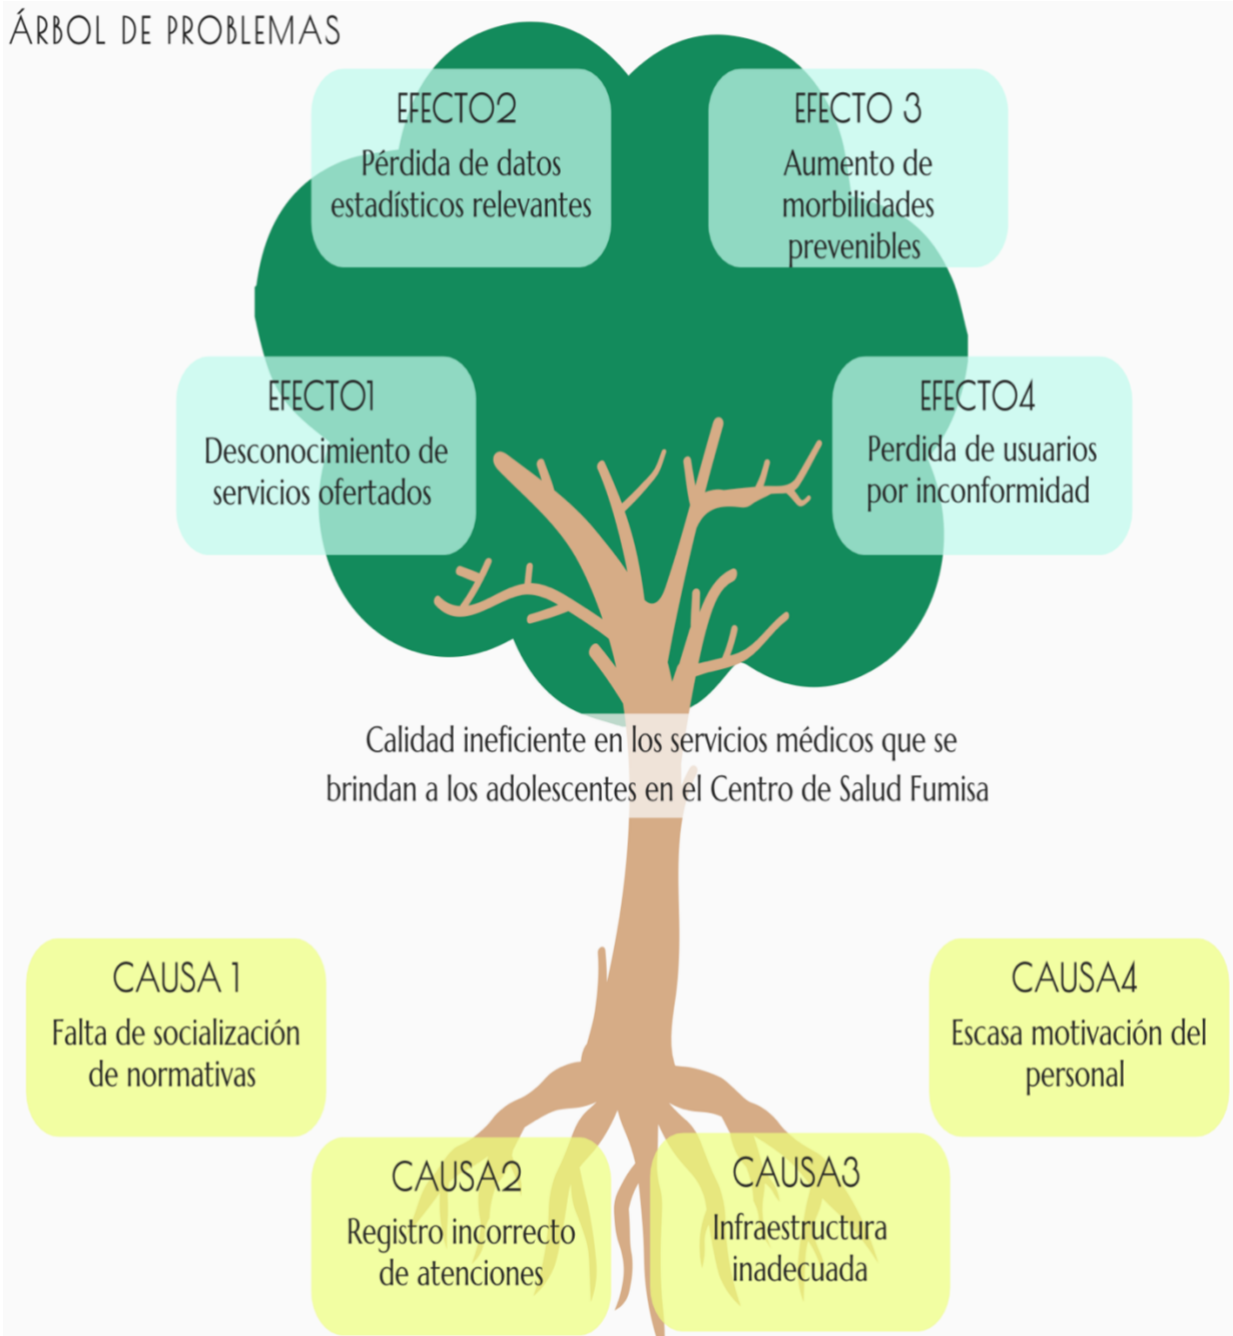 ÁRBOL DE PROBLEMAS
EFECTO2
Pérdida de datos
estadísticos relevantes
EFECTO 3
Aumento de
morbilidades
prevenibles
EFECTO1
Desconocimiento de
servicios ofertados
EFECTO4
Perdida de usuarios
por inconformidad
Calidad ineficiente en los servicios médicos que se
brindan a los adolescentes en el Centro de Salud Fumisa
CAUSA 1
Falta de socialización
de normativas
CAUSA4
Escasa motivación del
personal
CAUSA2
Registro incorrecto
de atenciones
CAUSA3
Infraestructura
inadecuada